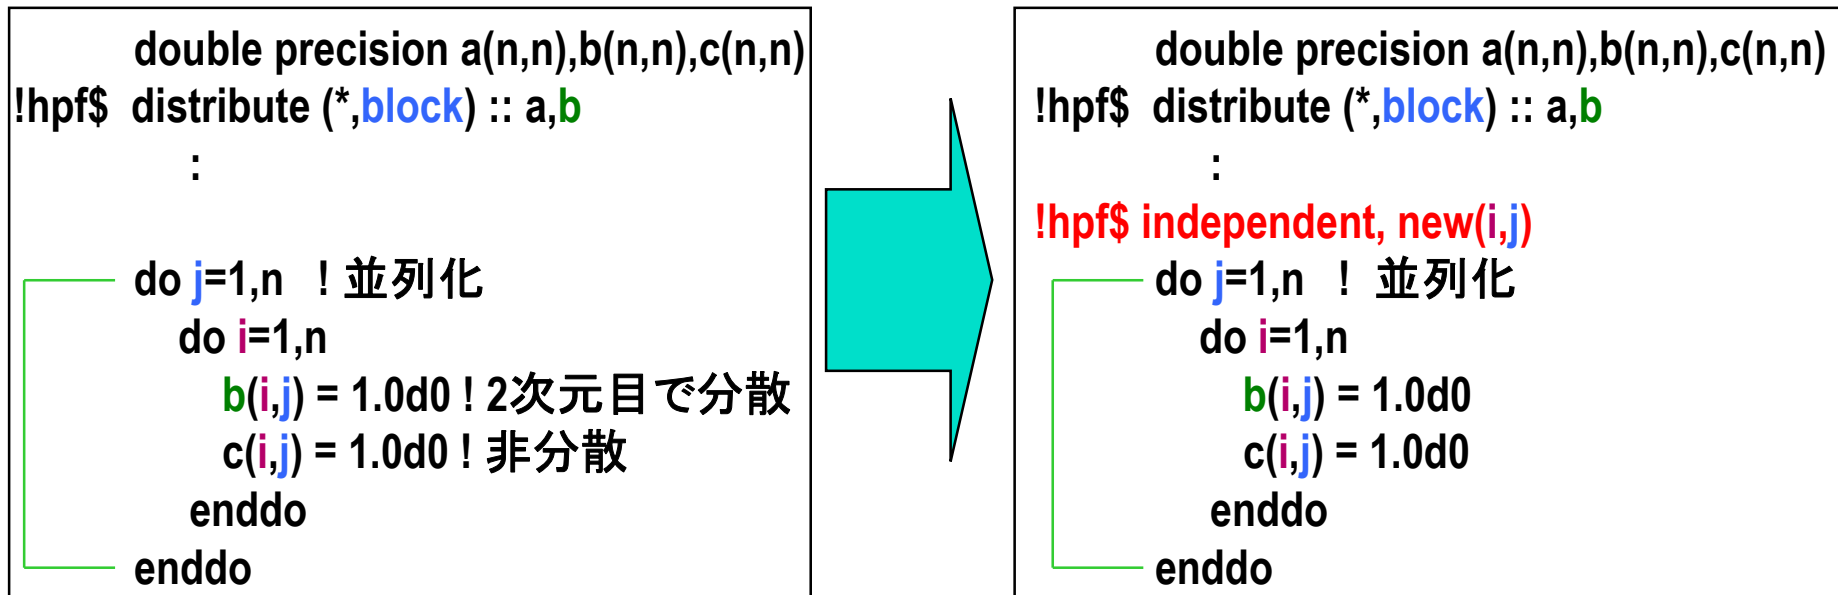 double precision a(n,n),b(n,n),c(n,n)
!hpf$ distribute (*,block) :: a,b
:
do j=1,n ! 並列化
do i=1,n
b(i,j) = 1.0d0 ! 2次元目で分散
c(i,j) = 1.0d0 ! 非分散
enddo
enddo
double precision a(n,n),b(n,n),c(n,n)
!hpf$ distribute (*,block) :: a,b
:
!hpf$ independent, new(i,j)
do j=1,n ! 並列化
do i=1,n
b(i,j) = 1.0d0
c(i,j) = 1.0d0
enddo
enddo